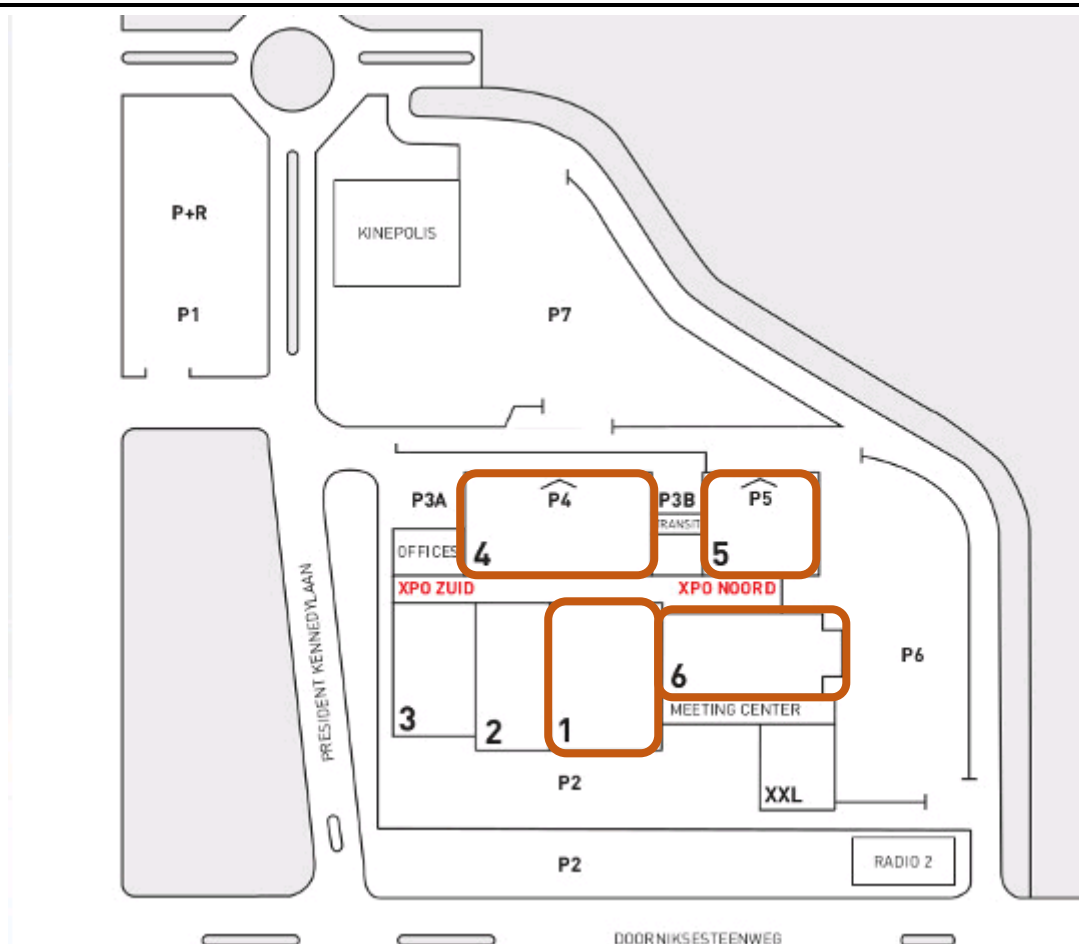 P+R
KINEPOLIS
P1
P7
P3A
P4
P3B
P5
TRANSIT
OFFICES
4
5
XPO ZUID
XPO NOORD
PRESIDENT KENNEDYLAAN
P6
6
MEETING CENTER
3
2
1
P2
XXL
P2
RADIO 2
DOORNIKSESTEENWEG